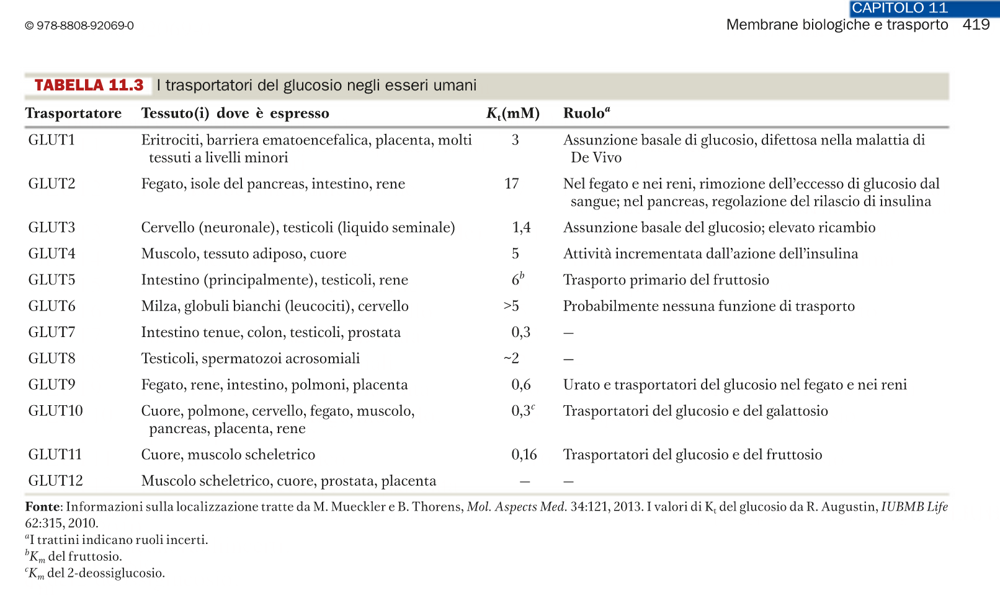 CAPITOLO 11
© 978-8808-92069-0
Membrane biologiche e trasporto 419
TABELLA 11.3 I trasportatori del glucosio negli esseri umani
Trasportatore Tessuto(i) dove è espresso Kt(mM) Ruoloᵃ
GLUT1 Eritrociti, barriera ematoencefalica, placenta, molti 3 Assunzione basale di glucosio, difettosa nella malattia di
tessuti a livelli minori De Vivo
GLUT2 Fegato, isole del pancreas, intestino, rene 17 Nel fegato e nei reni, rimozione dell’eccesso di glucosio dal
sangue; nel pancreas, regolazione del rilascio di insulina
GLUT3 Cervello (neuronale), testicoli (liquido seminale) 1,4 Assunzione basale del glucosio; elevato ricambio
GLUT4 Muscolo, tessuto adiposo, cuore 5 Attività incrementata dall’azione dell’insulina
GLUT5 Intestino (principalmente), testicoli, rene 6ᵇ Trasporto primario del fruttosio
GLUT6 Milza, globuli bianchi (leucociti), cervello >5 Probabilmente nessuna funzione di trasporto
GLUT7 Intestino tenue, colon, testicoli, prostata 0,3 —
GLUT8 Testicoli, spermatozoi acrosomiali ~2 —
GLUT9 Fegato, rene, intestino, polmoni, placenta 0,6 Urato e trasportatori del glucosio nel fegato e nei reni
GLUT10 Cuore, polmone, cervello, fegato, muscolo, 0,3ᶜ Trasportatori del glucosio e del galattosio
pancreas, placenta, rene
GLUT11 Cuore, muscolo scheletrico 0,16 Trasportatori del glucosio e del fruttosio
GLUT12 Muscolo scheletrico, cuore, prostata, placenta — —
Fonte: Informazioni sulla localizzazione tratte da M. Mueckler e B. Thorens, Mol. Aspects Med. 34:121, 2013. I valori di Kt del glucosio da R. Augustin, IUBMB Life
62:315, 2010.
ᵃI trattini indicano ruoli incerti.
ᵇKm del fruttosio.
ᶜKm del 2-deossiglucosio.